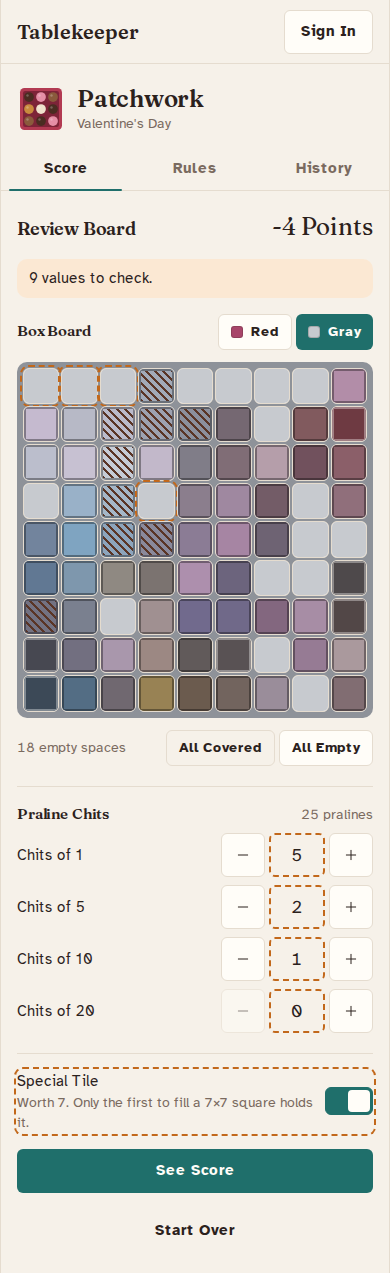 Tablekeeper
Sign In
Patchwork
Valentine's Day
Score
Rules
History
Review Board
-4 Points
9 values to check.
Box Board
Red
Gray
18 empty spaces
All Covered
All Empty
Praline Chits
25 pralines
Chits of 1
− 5 +
Chits of 5
− 2 +
Chits of 10
− 1 +
Chits of 20
− 0 +
Special Tile
Worth 7. Only the first to fill a 7×7 square holds
it.
See Score
Start Over